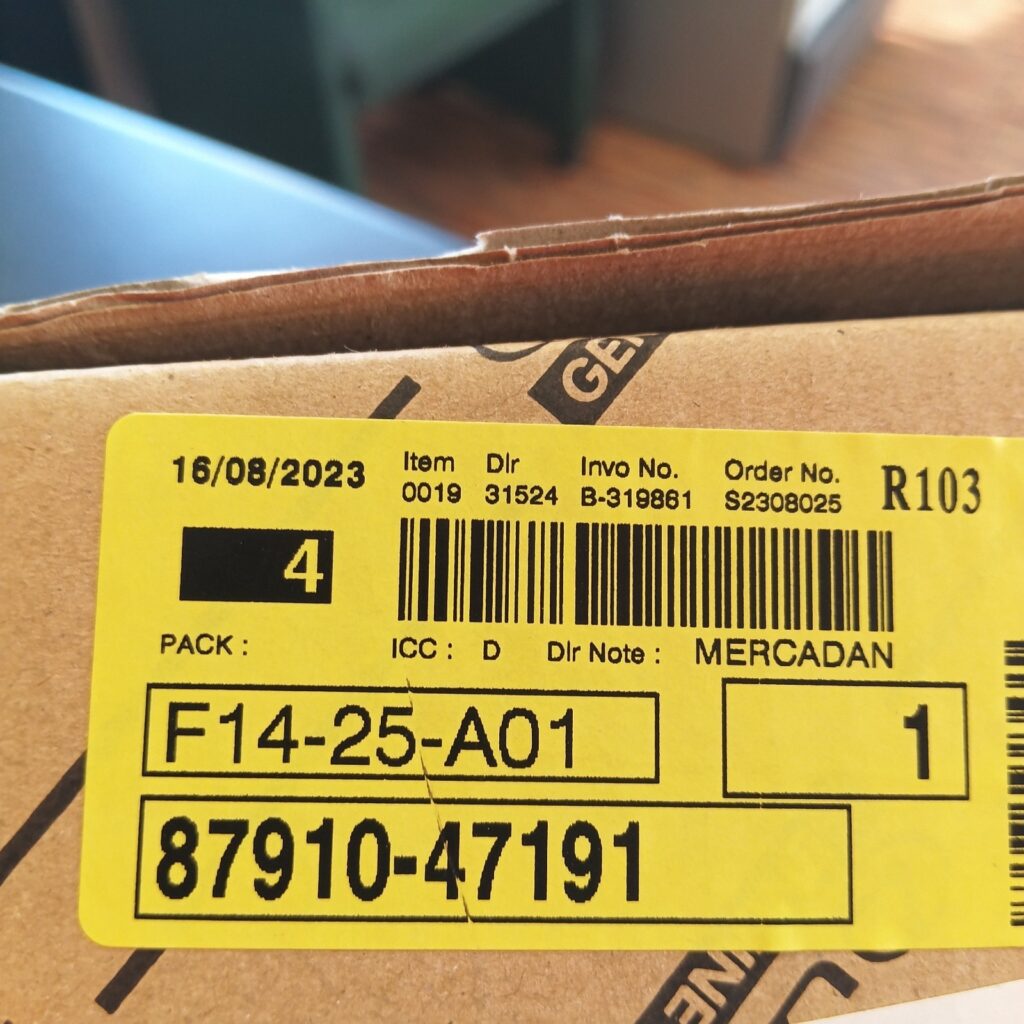 16/08/2023 Item Dlr Invo No. Order No. R103
0019 31524 B-319861 S2308025
4
PACK : ICC : D Dlr Note : MERCADAN
F14-25-A01 1
87910-47191